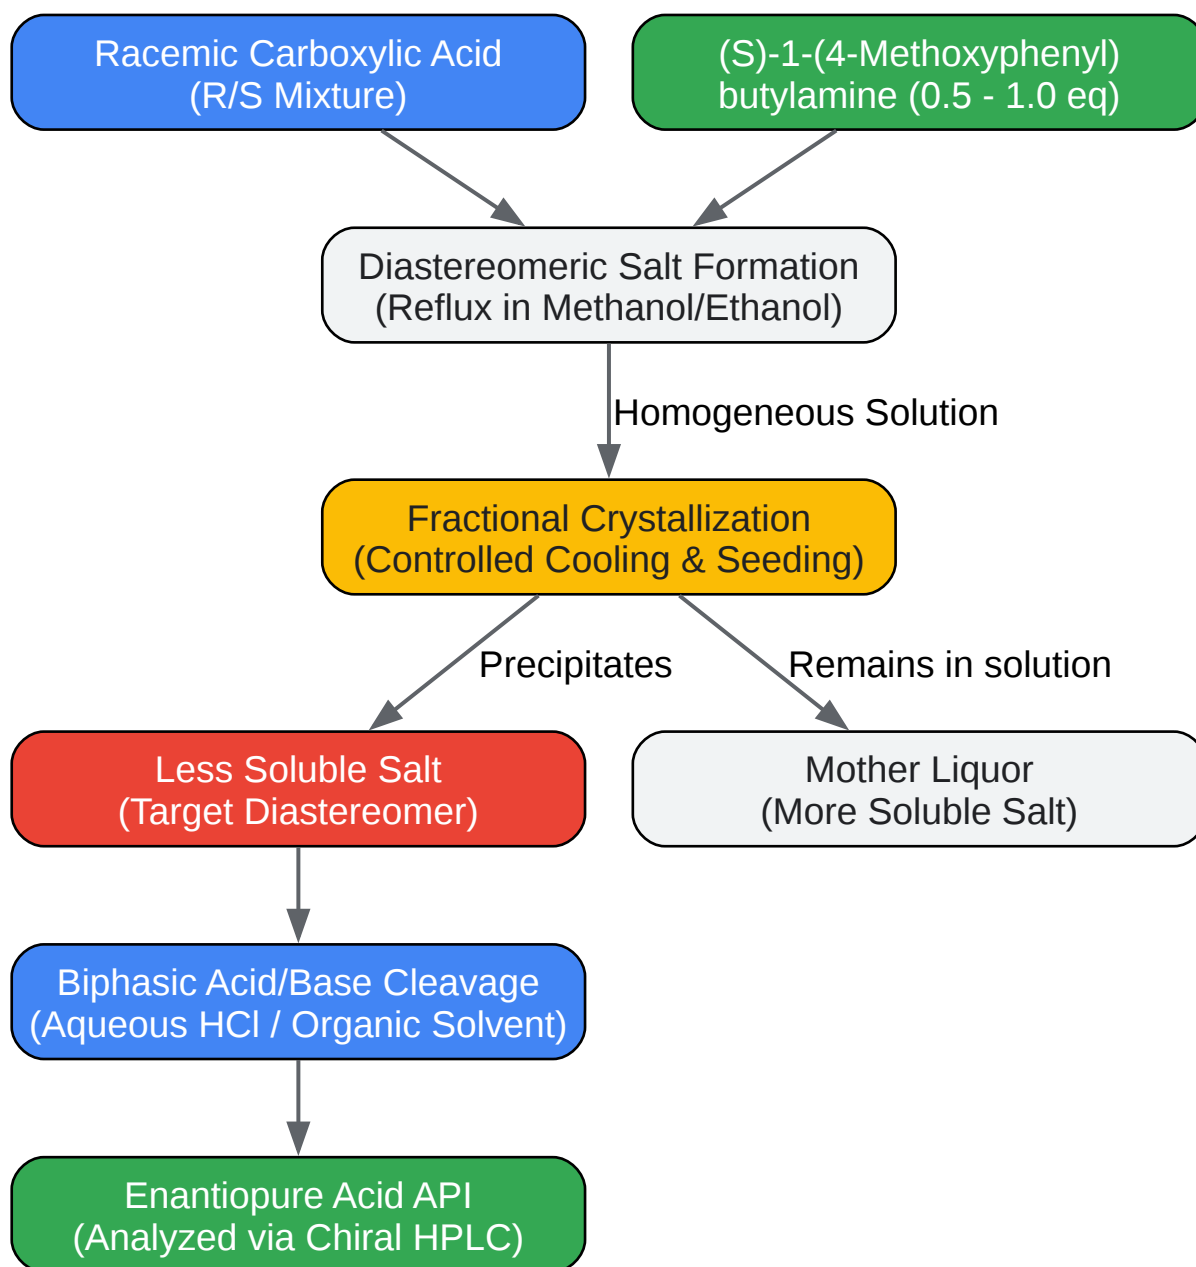 Racemic Carboxylic Acid
(R/S Mixture)
(S)-1-(4-Methoxyphenyl)
butylamine (0.5 - 1.0 eq)
Diastereomeric Salt Formation
(Reflux in Methanol/Ethanol)
Homogeneous Solution
Fractional Crystallization
(Controlled Cooling & Seeding)
Precipitates
Remains in solution
Less Soluble Salt
(Target Diastereomer)
Mother Liquor
(More Soluble Salt)
Biphasic Acid/Base Cleavage
(Aqueous HCl / Organic Solvent)
Enantiopure Acid API
(Analyzed via Chiral HPLC)